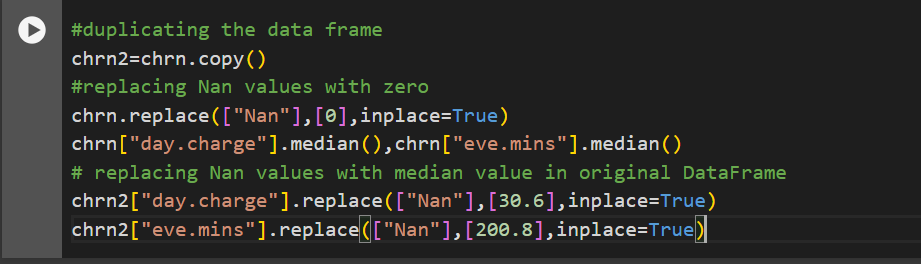 #duplicating the data frame
chrn2=chrn.copy()
#replacing Nan values with zero
chrn.replace(["Nan"],[0],inplace=True)
chrn["day.charge"].median(),chrn["eve.mins"].median()
# replacing Nan values with median value in original DataFrame
chrn2["day.charge"].replace(["Nan"],[30.6],inplace=True)
chrn2["eve.mins"].replace(["Nan"],[200.8],inplace=True)